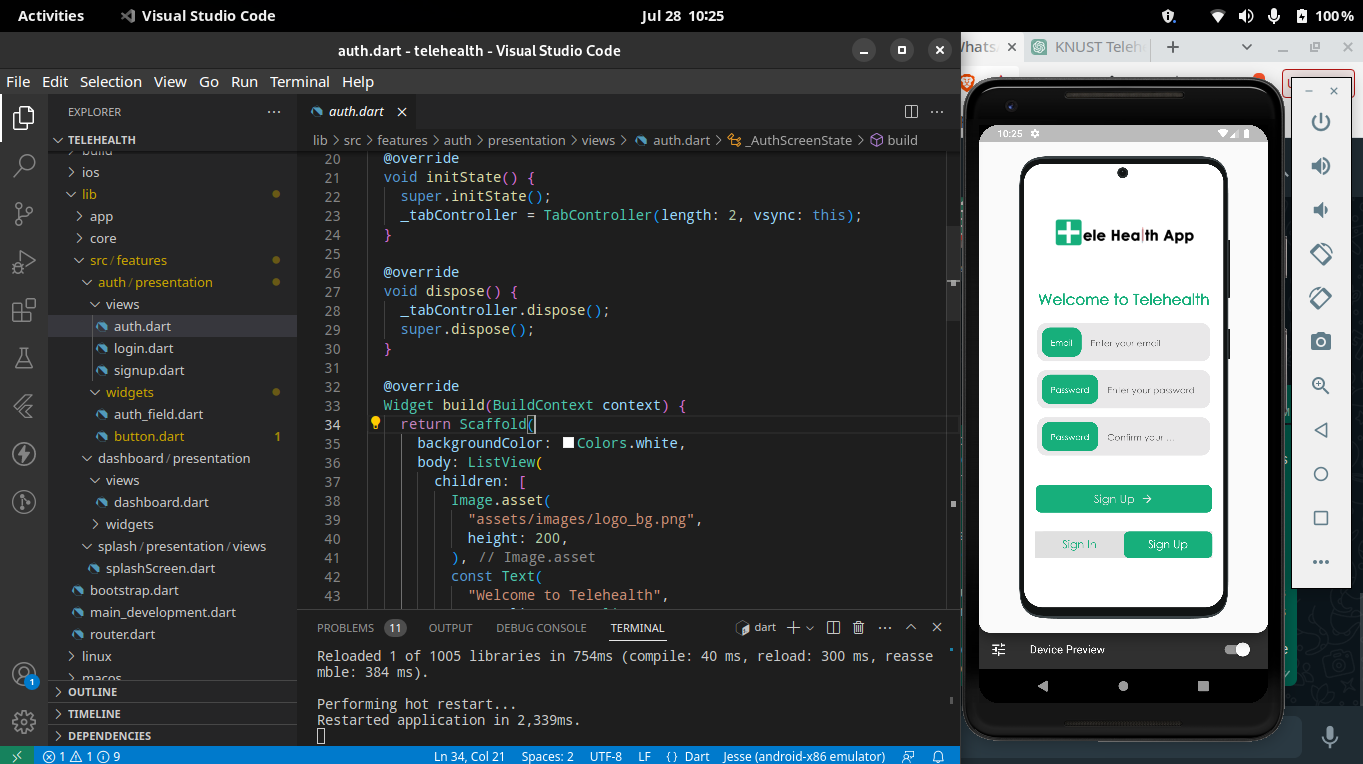 Activities
Visual Studio Code
Jul 28 10:25
100%
auth.dart - telehealth - Visual Studio Code
File Edit Selection View Go Run Terminal Help
EXPLORER
TELEHEALTH
ios
lib
app
core
src/features
auth/presentation
views
auth.dart
login.dart
signup.dart
widgets
auth_field.dart
button.dart 1
dashboard/presentation
views
dashboard.dart
widgets
splash/presentation/views
splashScreen.dart
bootstrap.dart
main_development.dart
router.dart
linux
macos
OUTLINE
TIMELINE
DEPENDENCIES
1
auth.dart
lib > src > features > auth > presentation > views > auth.dart > _AuthScreenState > build
20 @override
21 void initState() {
22 super.initState();
23 _tabController = TabController(length: 2, vsync: this);
24 }
25
26 @override
27 void dispose() {
28 _tabController.dispose();
29 super.dispose();
30 }
31
32 @override
33 Widget build(BuildContext context) {
34 return Scaffold(
35 backgroundColor: Colors.white,
36 body: ListView(
37 children: [
38 Image.asset(
39 "assets/images/logo_bg.png",
40 height: 200,
41 ), // Image.asset
42 const Text(
43 "Welcome to Telehealth",
PROBLEMS 11 OUTPUT DEBUG CONSOLE TERMINAL
dart
Reloaded 1 of 1005 libraries in 754ms (compile: 40 ms, reload: 300 ms, reasse
mble: 384 ms).
Performing hot restart...
Restarted application in 2,339ms.
1 1 9
Ln 34, Col 21 Spaces: 2 UTF-8 LF {} Dart Jesse (android-x86 emulator)
KNUST Teleh
10:25
ele Health App
Welcome to Telehealth
Email Enter your email
Password Enter your password
Password Confirm your ...
Sign Up →
Sign In Sign Up
Device Preview